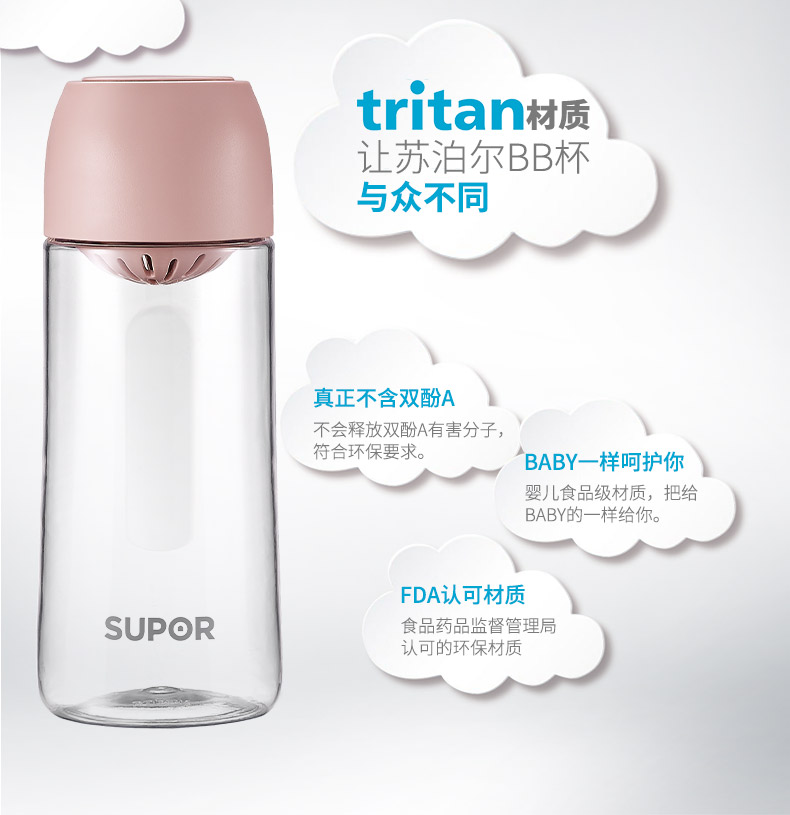 tritan材质
让苏泊尔BB杯
与众不同
真正不含双酚A
不会释放双酚A有害分子，
符合环保要求。
BABY一样呵护你
婴儿食品级材质，把给
BABY的一样给你。
FDA认可材质
食品药品监督管理局
认可的环保材质
SUPOR